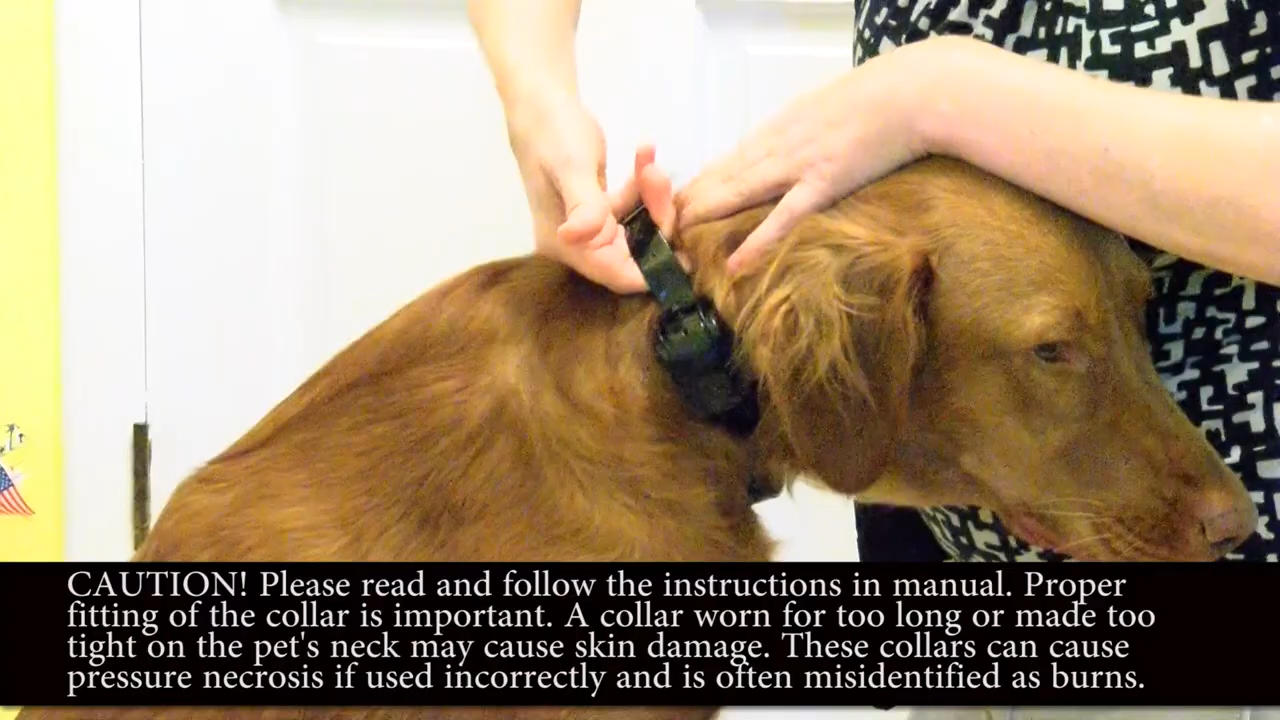 CAUTION! Please read and follow the instructions in manual. Proper
fitting of the collar is important. A collar worn for too long or made too
tight on the pet's neck may cause skin damage. These collars can cause
pressure necrosis if used incorrectly and is often misidentified as burns.